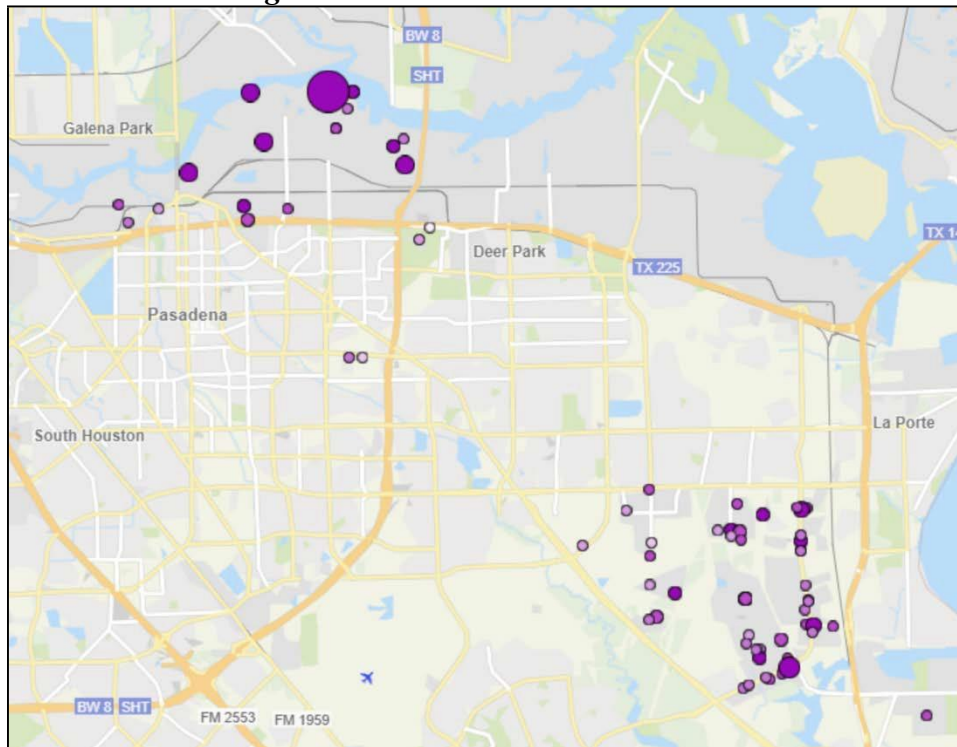 BW 8
SHT
Galena Park
TX 14
Deer Park
TX 225
Pasadena
La Porte
South Houston
BW 8 SHT
FM 2553 FM 1959